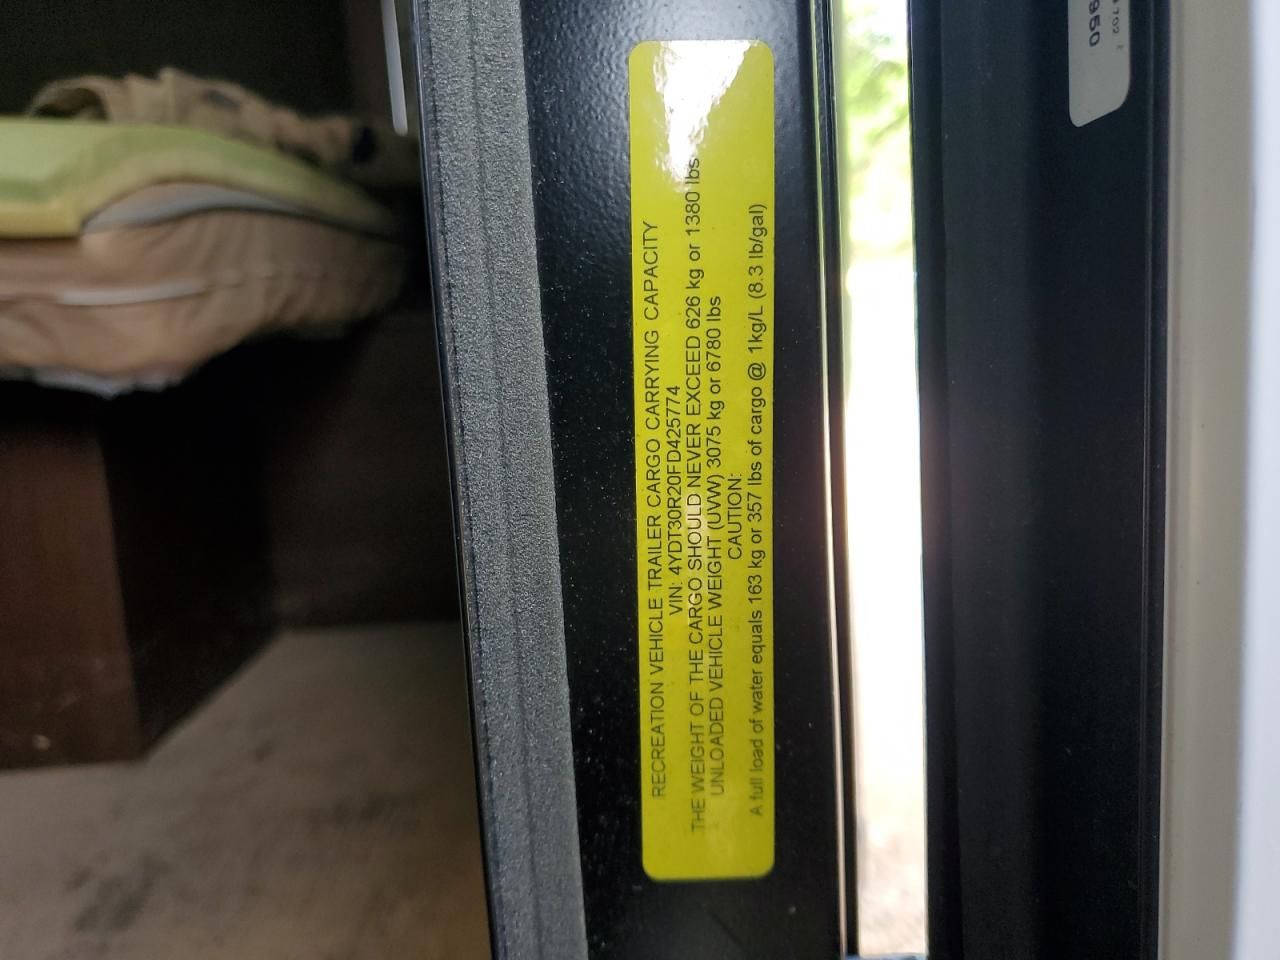 RECREATION VEHICLE TRAILER CARGO CARRYING CAPACITY
VIN: 4YDT30R20FD425774
THE WEIGHT OF THE CARGO SHOULD NEVER EXCEED 626 kg or 1380 lbs
UNLOADED VEHICLE WEIGHT (UVW) 3075 kg or 6780 lbs
CAUTION:
A full load of water equals 163 kg or 357 lbs of cargo @ 1kg/L (8.3 lb/gal)